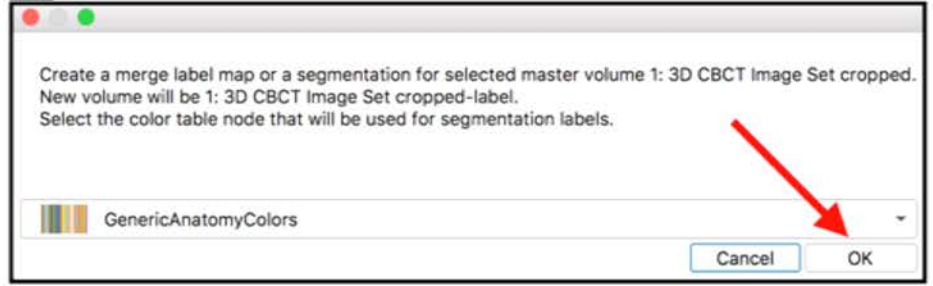 Create a merge label map or a segmentation for selected master volume 1: 3D CBCT Image Set cropped.
New volume will be 1: 3D CBCT Image Set cropped-label.
Select the color table node that will be used for segmentation labels.
GenericAnatomyColors
Cancel
OK